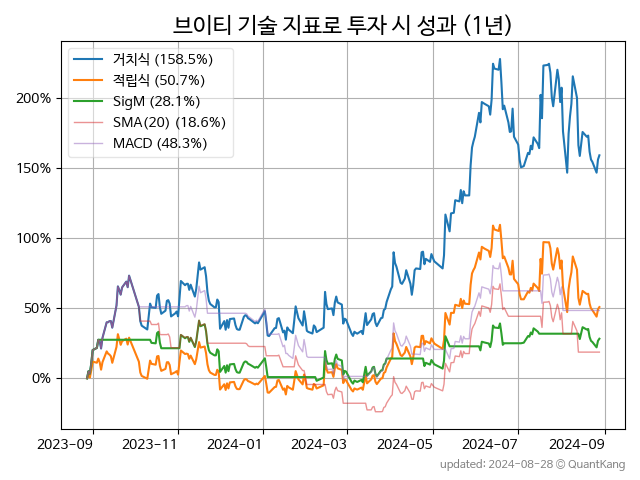 브이티 기술 지표로 투자 시 성과 (1년)
거치식 (158.5%)
적립식 (50.7%)
SigM (28.1%)
SMA(20) (18.6%)
MACD (48.3%)
200%
150%
100%
50%
0%
2023-09 2023-11 2024-01 2024-03 2024-05 2024-07 2024-09
updated: 2024-08-28 © QuantKang